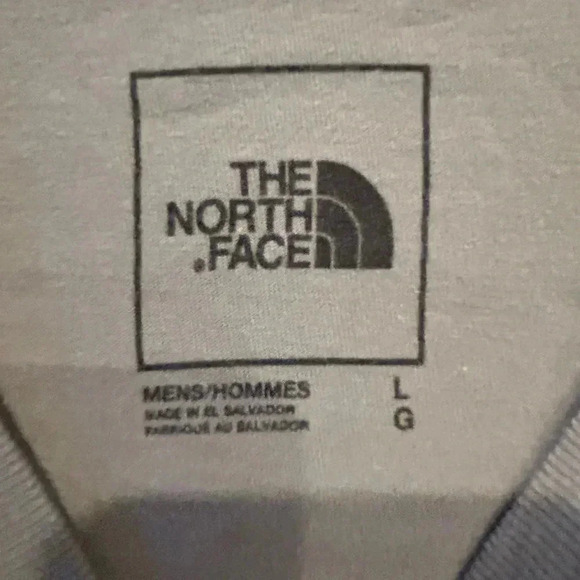 THE
NORTH
®FACE
MENS/HOMMES L
MADE IN EL SALVADOR G
FABRIQUÉ AU SALVADOR